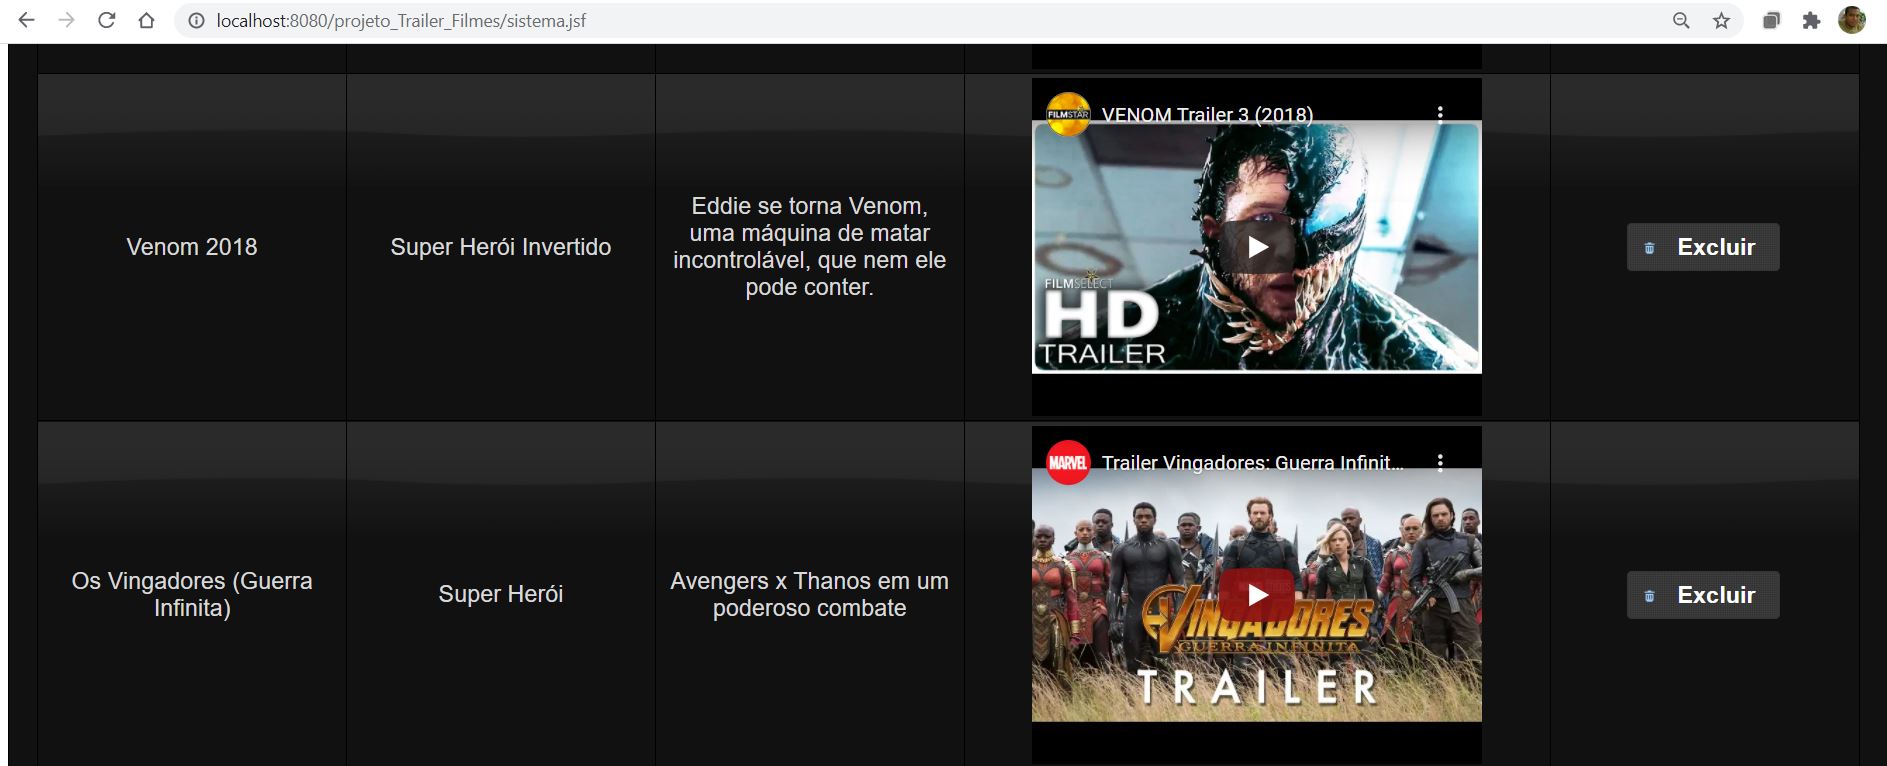 localhost:8080/projeto_Trailer_Filmes/sistema.jsf
Venom 2018
Super Herói Invertido
Eddie se torna Venom,
uma máquina de matar
incontrolável, que nem ele
pode conter.
FILMSTAR
VENOM Trailer 3 (2018)
FILMSELECT
HD
TRAILER
Excluir
Os Vingadores (Guerra
Infinita)
Super Herói
Avengers x Thanos em um
poderoso combate
MARVEL
Trailer Vingadores: Guerra Infinit...
VINGADORES
GUERRA INFINITA
TRAILER
Excluir